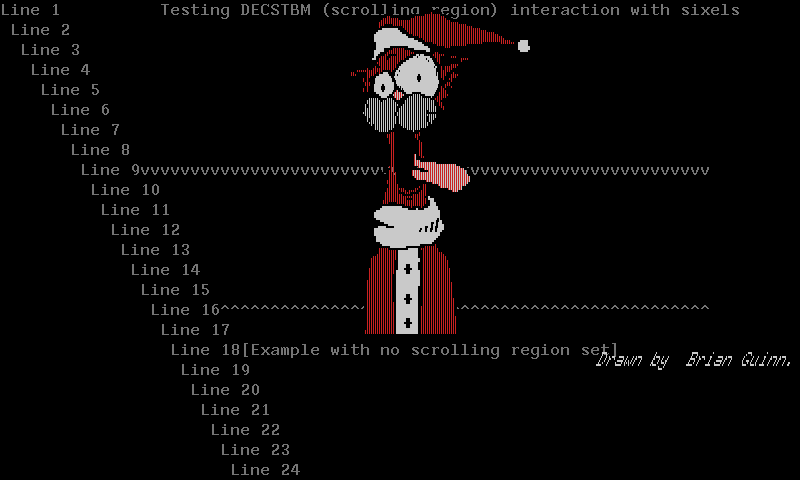 Line 1 Testing DECSTBM (scrolling region) interaction with sixels
Line 2
Line 3
Line 4
Line 5
Line 6
Line 7
Line 8
Line 9vvvvvvvvvvvvvvvvvvvvvvvvv vvvvvvvvvvvvvvvvvvvvvvvv
Line 10
Line 11
Line 12
Line 13
Line 14
Line 15
Line 16^^^^^^^^^^^^^^^ ^^^^^^^^^^^^^^^^^^^^^^^^^
Line 17
Line 18[Example with no scrolling region set]
Drawn by Brian Guinn.
Line 19
Line 20
Line 21
Line 22
Line 23
Line 24